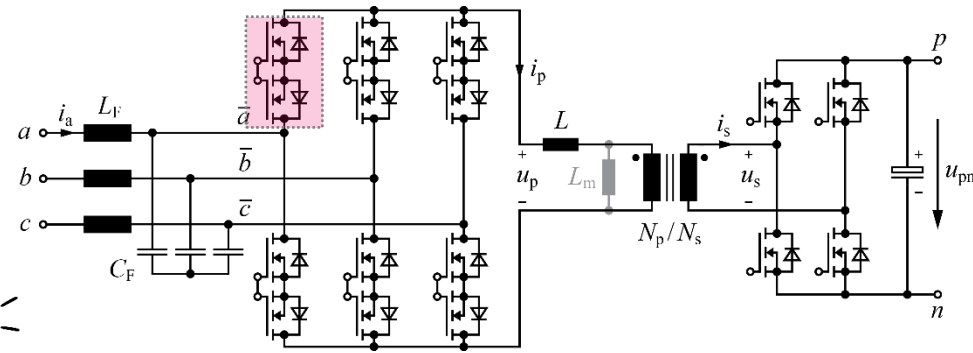 p
i_p
i_a
L_F
a̅
a
L
i_s
b
b̅
+
u_p
-
L_m
+
u_s
-
+
-
u_pn
c
c̅
N_p/N_s
C_F
n